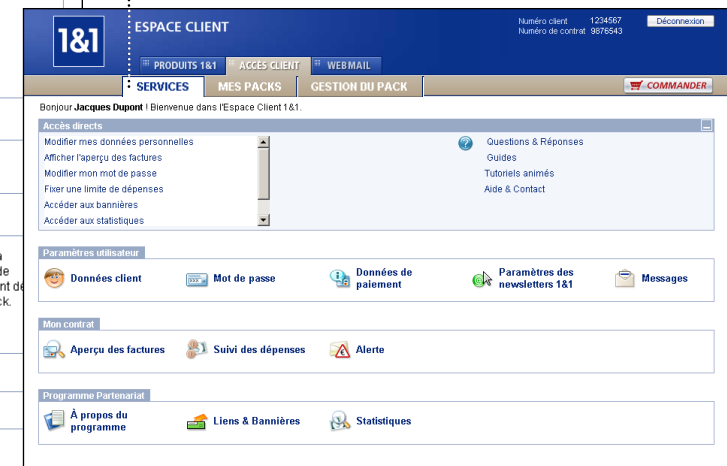 1&1
ESPACE CLIENT
Numéro client 1234567
Numéro de contrat 9876543
Déconnexion
PRODUITS 1&1
ACCÈS CLIENT
WEBMAIL
SERVICES
MES PACKS
GESTION DU PACK
COMMANDER
Bonjour Jacques Dupont ! Bienvenue dans l'Espace Client 1&1.
Accès directs
Modifier mes données personnelles
Afficher l'aperçu des factures
Modifier mon mot de passe
Fixer une limite de dépenses
Accéder aux bannières
Accéder aux statistiques
Questions & Réponses
Guides
Tutoriels animés
Aide & Contact
Paramètres utilisateur
Données client
Mot de passe
Données de
paiement
Paramètres des
newsletters 1&1
Messages
Mon contrat
Aperçu des factures
Suivi des dépenses
Alerte
Programme Partenariat
À propos du
programme
Liens & Bannières
Statistiques